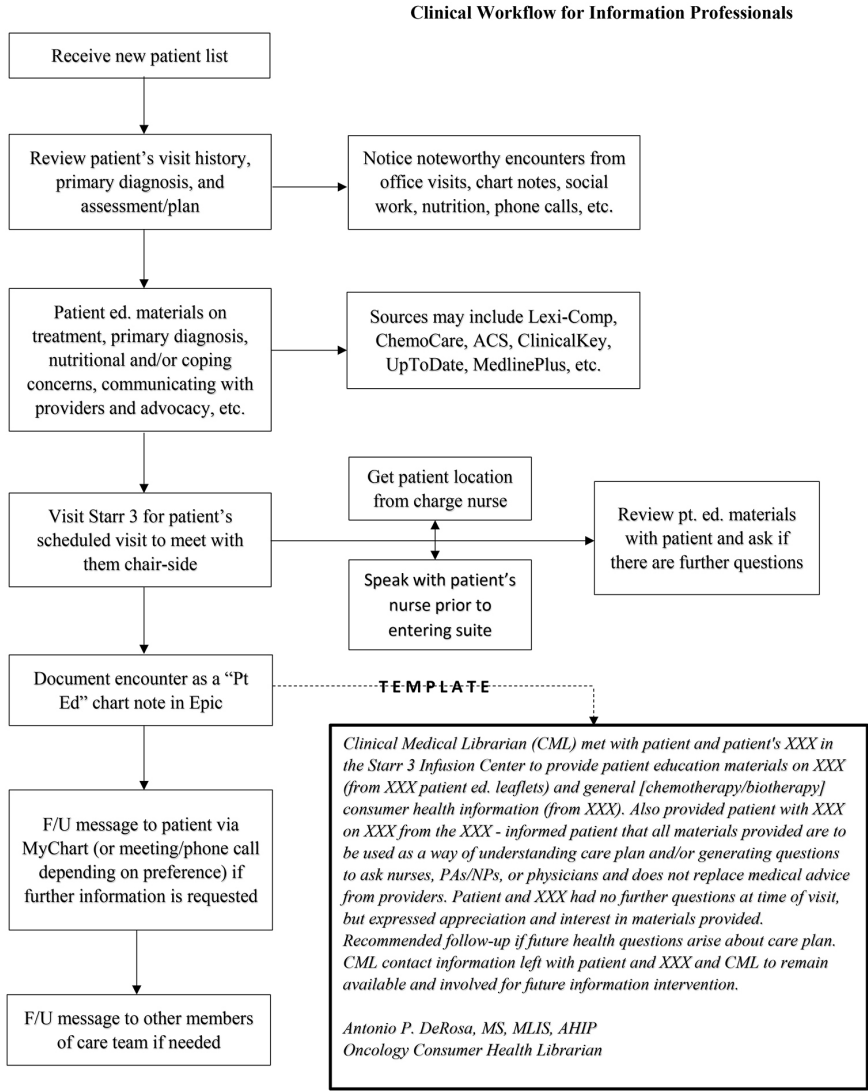 Clinical Workflow for Information Professionals
Receive new patient list
Review patient's visit history,
primary diagnosis, and
assessment/plan
Notice noteworthy encounters from
office visits, chart notes, social
work, nutrition, phone calls, etc.
Patient ed. materials on
treatment, primary diagnosis,
nutritional and/or coping
concerns, communicating with
providers and advocacy, etc.
Sources may include Lexi-Comp,
ChemoCare, ACS, ClinicalKey,
UpToDate, MedlinePlus, etc.
Visit Starr 3 for patient's
scheduled visit to meet with
them chair-side
Get patient location
from charge nurse
Speak with patient's
nurse prior to
entering suite
Review pt. ed. materials
with patient and ask if
there are further questions
Document encounter as a "Pt
Ed" chart note in Epic
TEMPLATE
Clinical Medical Librarian (CML) met with patient and patient's XXX in
the Starr 3 Infusion Center to provide patient education materials on XXX
(from XXX patient ed. leaflets) and general [chemotherapy/biotherapy]
consumer health information (from XXX). Also provided patient with XXX
on XXX from the XXX - informed patient that all materials provided are to
be used as a way of understanding care plan and/or generating questions
to ask nurses, PAs/NPs, or physicians and does not replace medical advice
from providers. Patient and XXX had no further questions at time of visit,
but expressed appreciation and interest in materials provided.
Recommended follow-up if future health questions arise about care plan.
CML contact information left with patient and XXX and CML to remain
available and involved for future information intervention.
Antonio P. DeRosa, MS, MLIS, AHIP
Oncology Consumer Health Librarian
F/U message to patient via
MyChart (or meeting/phone call
depending on preference) if
further information is requested
F/U message to other members
of care team if needed